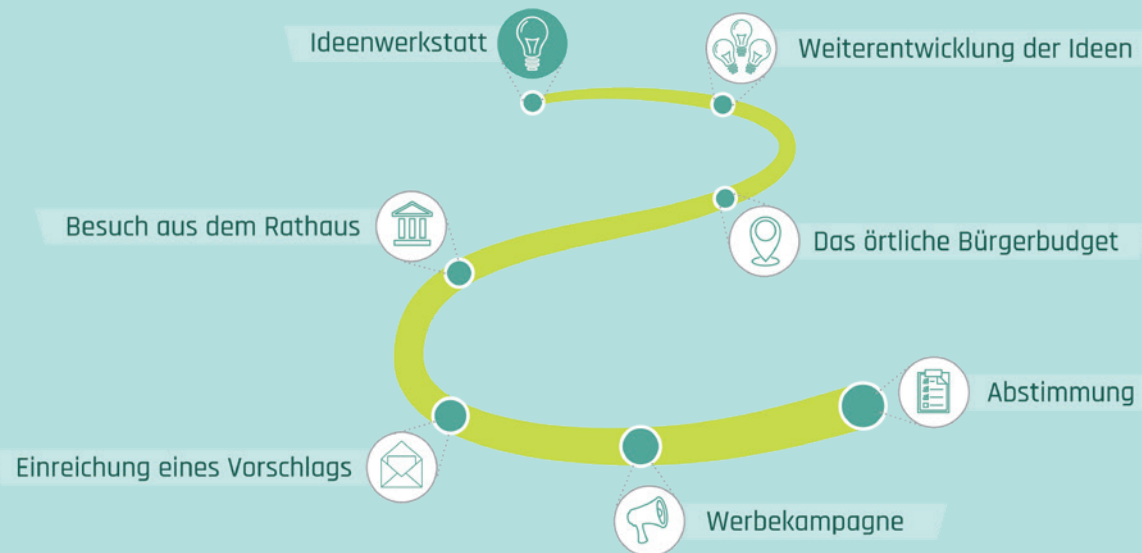 Ideenwerkstatt
Weiterentwicklung der Ideen
Das örtliche Bürgerbudget
Besuch aus dem Rathaus
Einreichung eines Vorschlags
Werbekampagne
Abstimmung